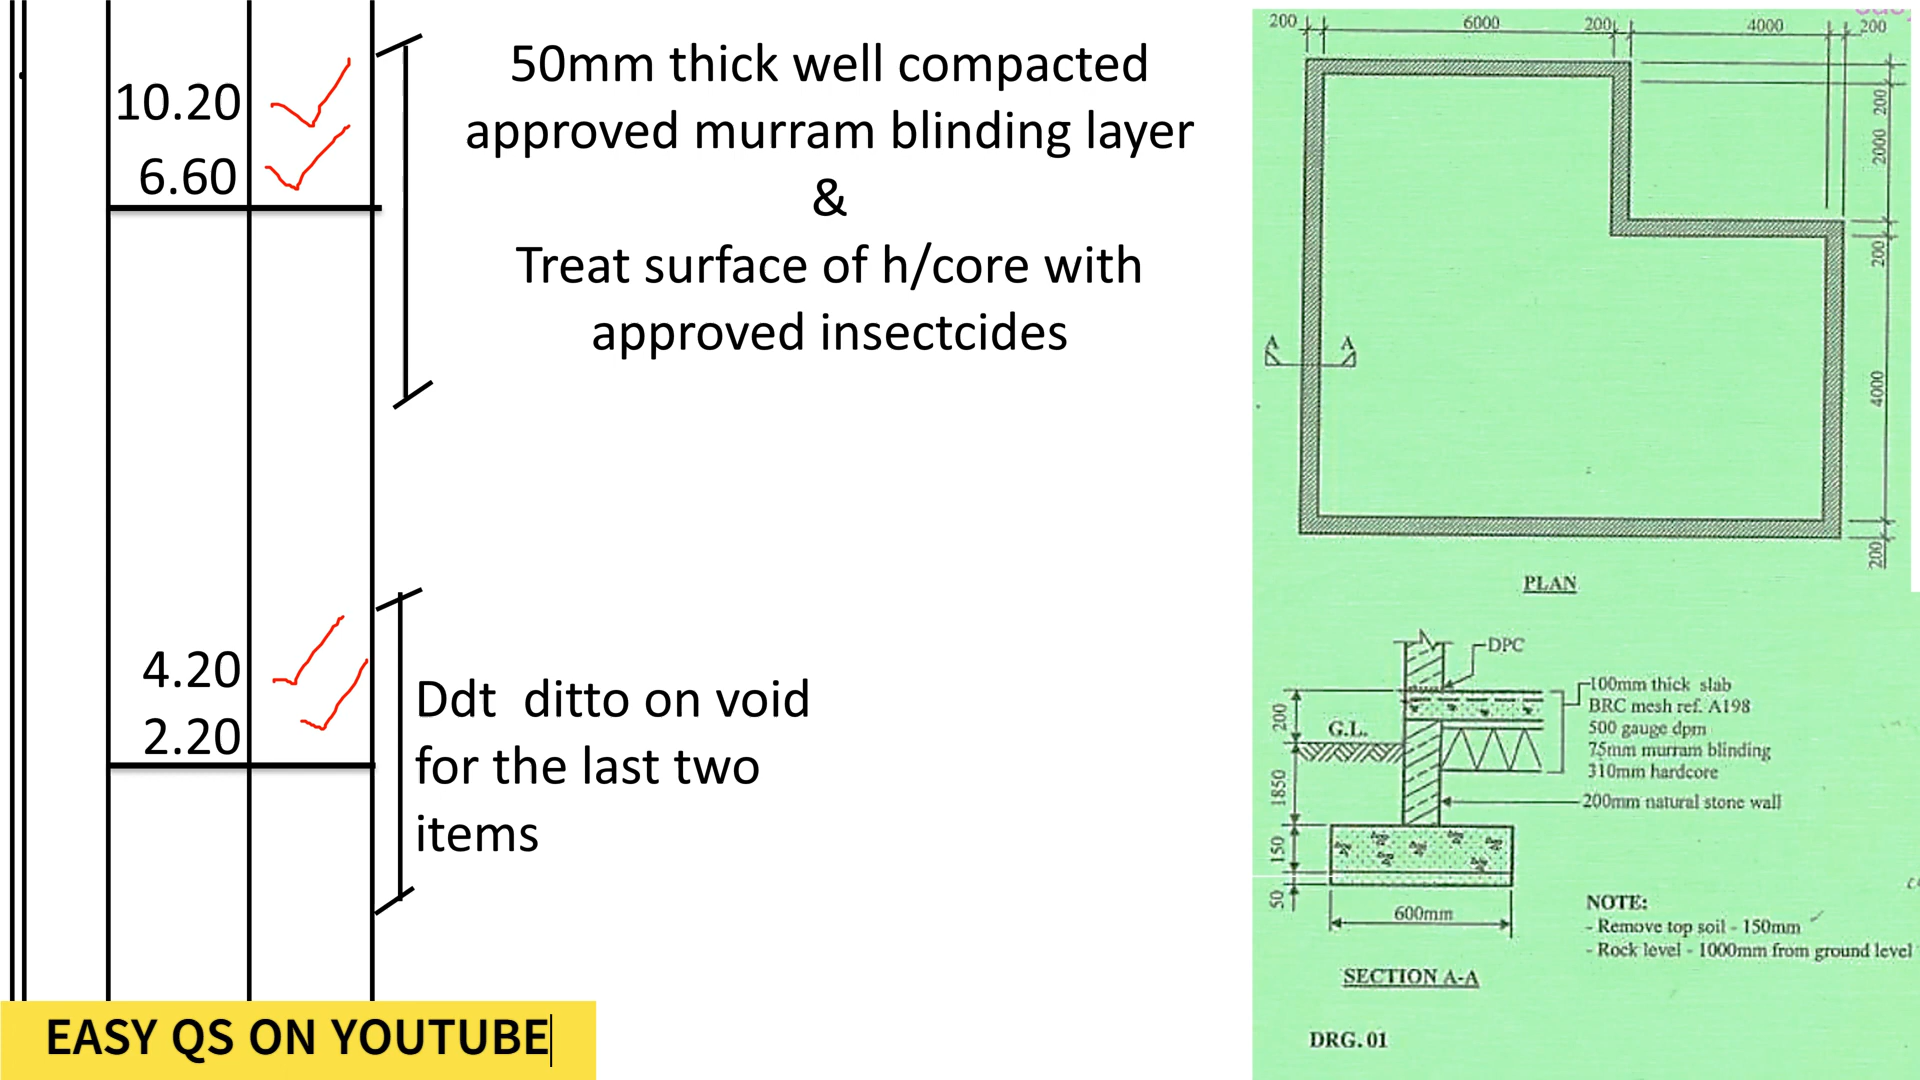 10.20
6.60
50mm thick well compacted
approved murram blinding layer
&
Treat surface of h/core with
approved insectcides
4.20
2.20
Ddt ditto on void
for the last two
items
EASY QS ON YOUTUBE
200 6000 200 4000 200
200
2000
200
4000
200
A A
PLAN
DPC
100mm thick slab
BRC mesh ref. A198
500 gauge dpm
75mm murram blinding
310mm hardcore
200mm natural stone wall
G.L.
200
1850
150
50
600mm
NOTE:
- Remove top soil - 150mm
- Rock level - 1000mm from ground level
SECTION A-A
DRG. 01